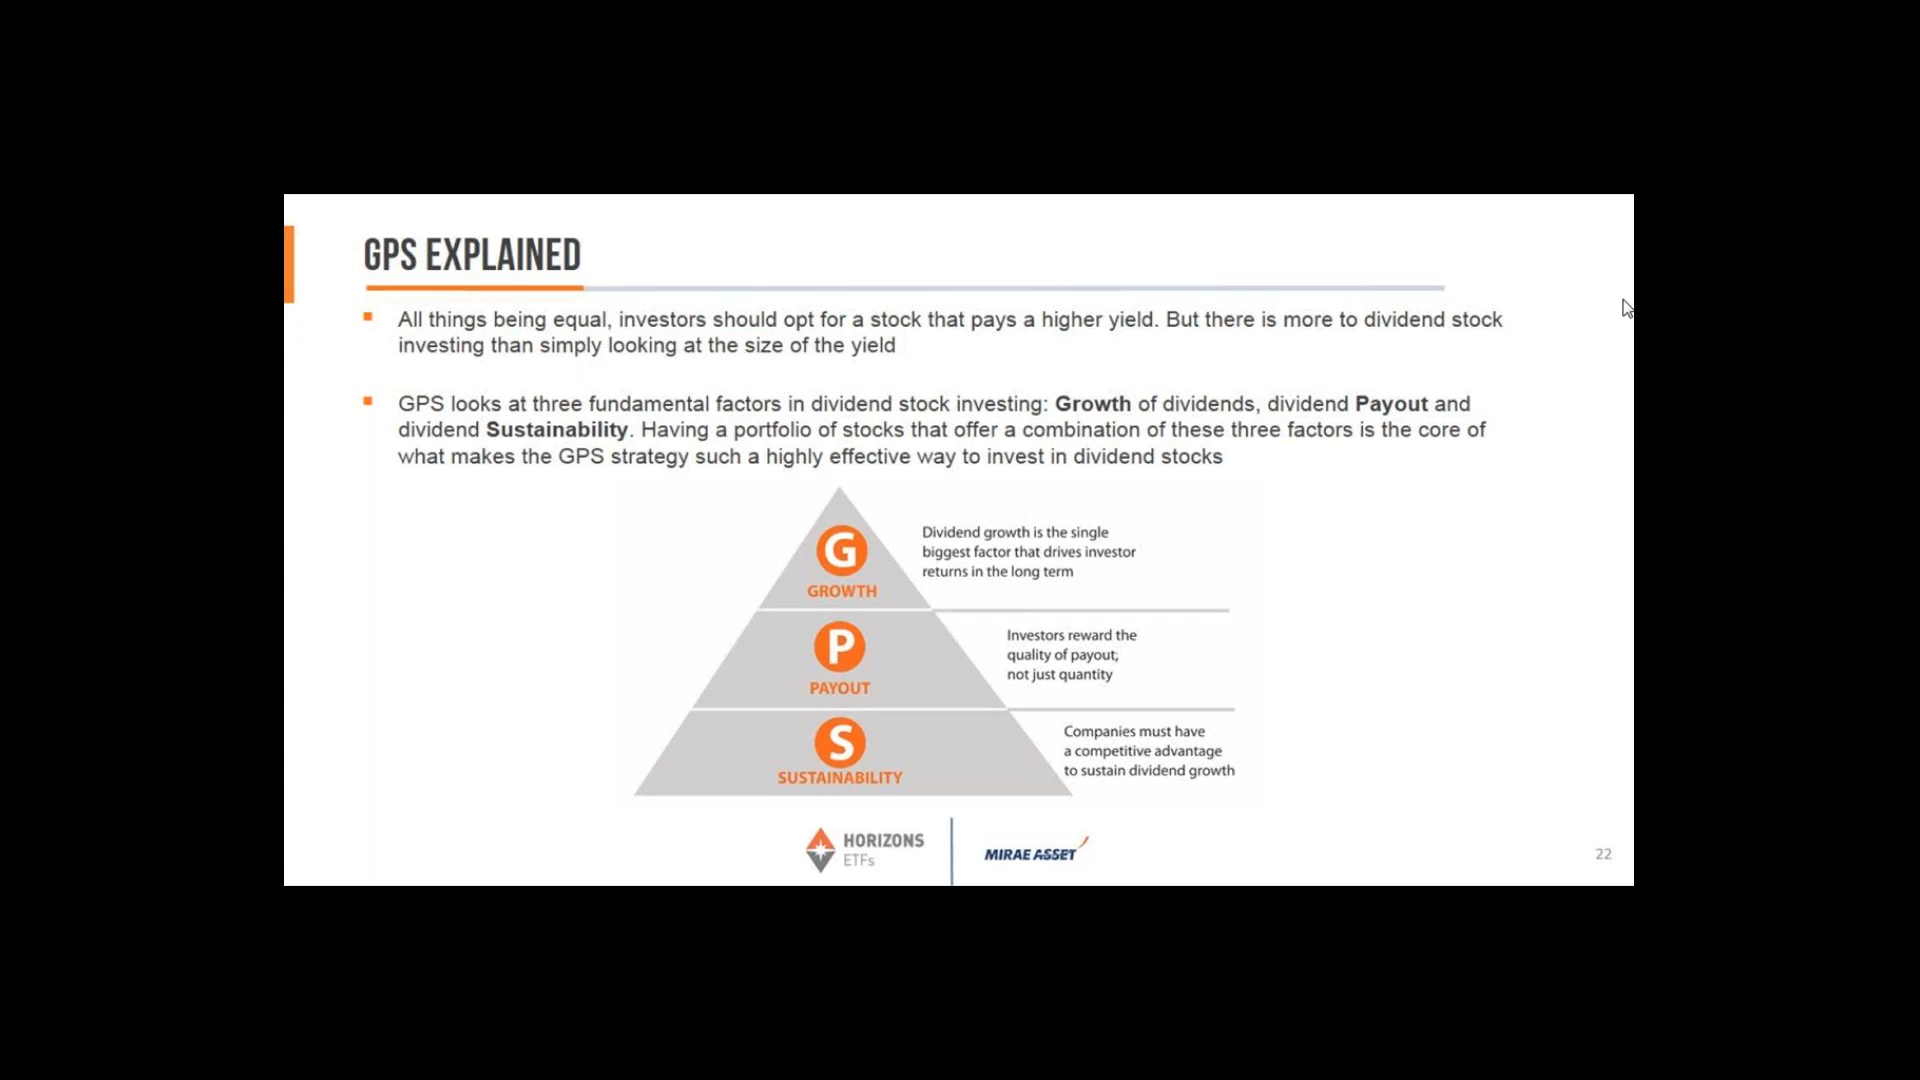 GPS EXPLAINED
All things being equal, investors should opt for a stock that pays a higher yield. But there is more to dividend stock
investing than simply looking at the size of the yield
GPS looks at three fundamental factors in dividend stock investing: Growth of dividends, dividend Payout and
dividend Sustainability. Having a portfolio of stocks that offer a combination of these three factors is the core of
what makes the GPS strategy such a highly effective way to invest in dividend stocks
G
GROWTH
Dividend growth is the single
biggest factor that drives investor
returns in the long term
P
PAYOUT
Investors reward the
quality of payout,
not just quantity
S
SUSTAINABILITY
Companies must have
a competitive advantage
to sustain dividend growth
HORIZONS
ETFs
MIRAE ASSET
22